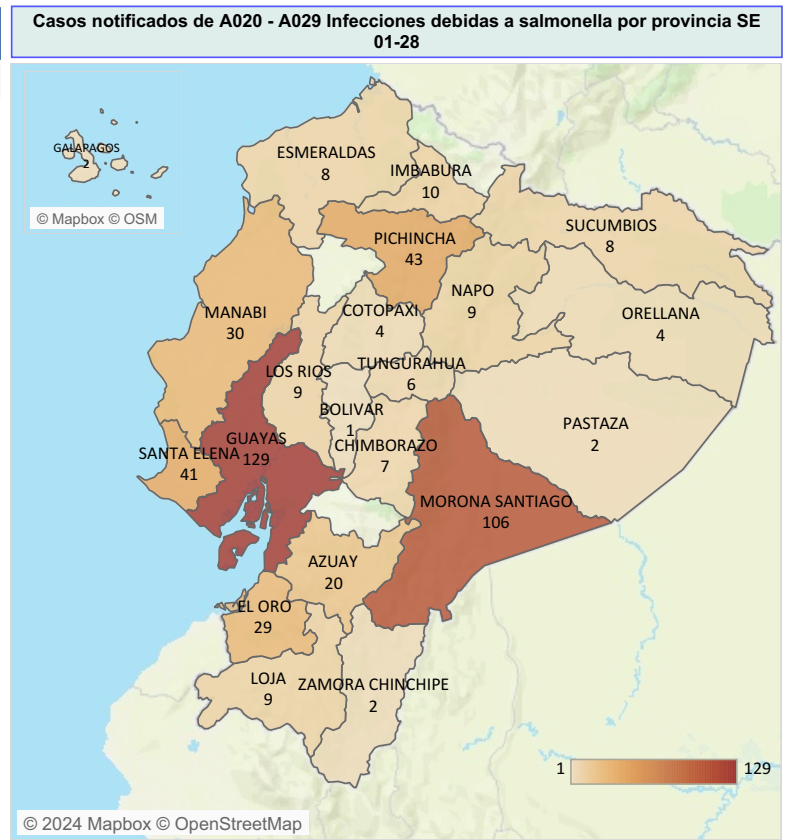 Casos notificados de A020 - A029 Infecciones debidas a salmonella por provincia SE
01-28
GALAPAGOS
2
© Mapbox © OSM
ESMERALDAS
8
IMBABURA
10
SUCUMBIOS
8
PICHINCHA
43
NAPO
9
MANABI
30
COTOPAXI
4
ORELLANA
4
LOS RIOS
9
TUNGURAHUA
6
BOLIVAR
1
PASTAZA
2
SANTA ELENA
41
GUAYAS
129
CHIMBORAZO
7
MORONA SANTIAGO
106
AZUAY
20
EL ORO
29
LOJA
9
ZAMORA CHINCHIPE
2
1
129
© 2024 Mapbox © OpenStreetMap